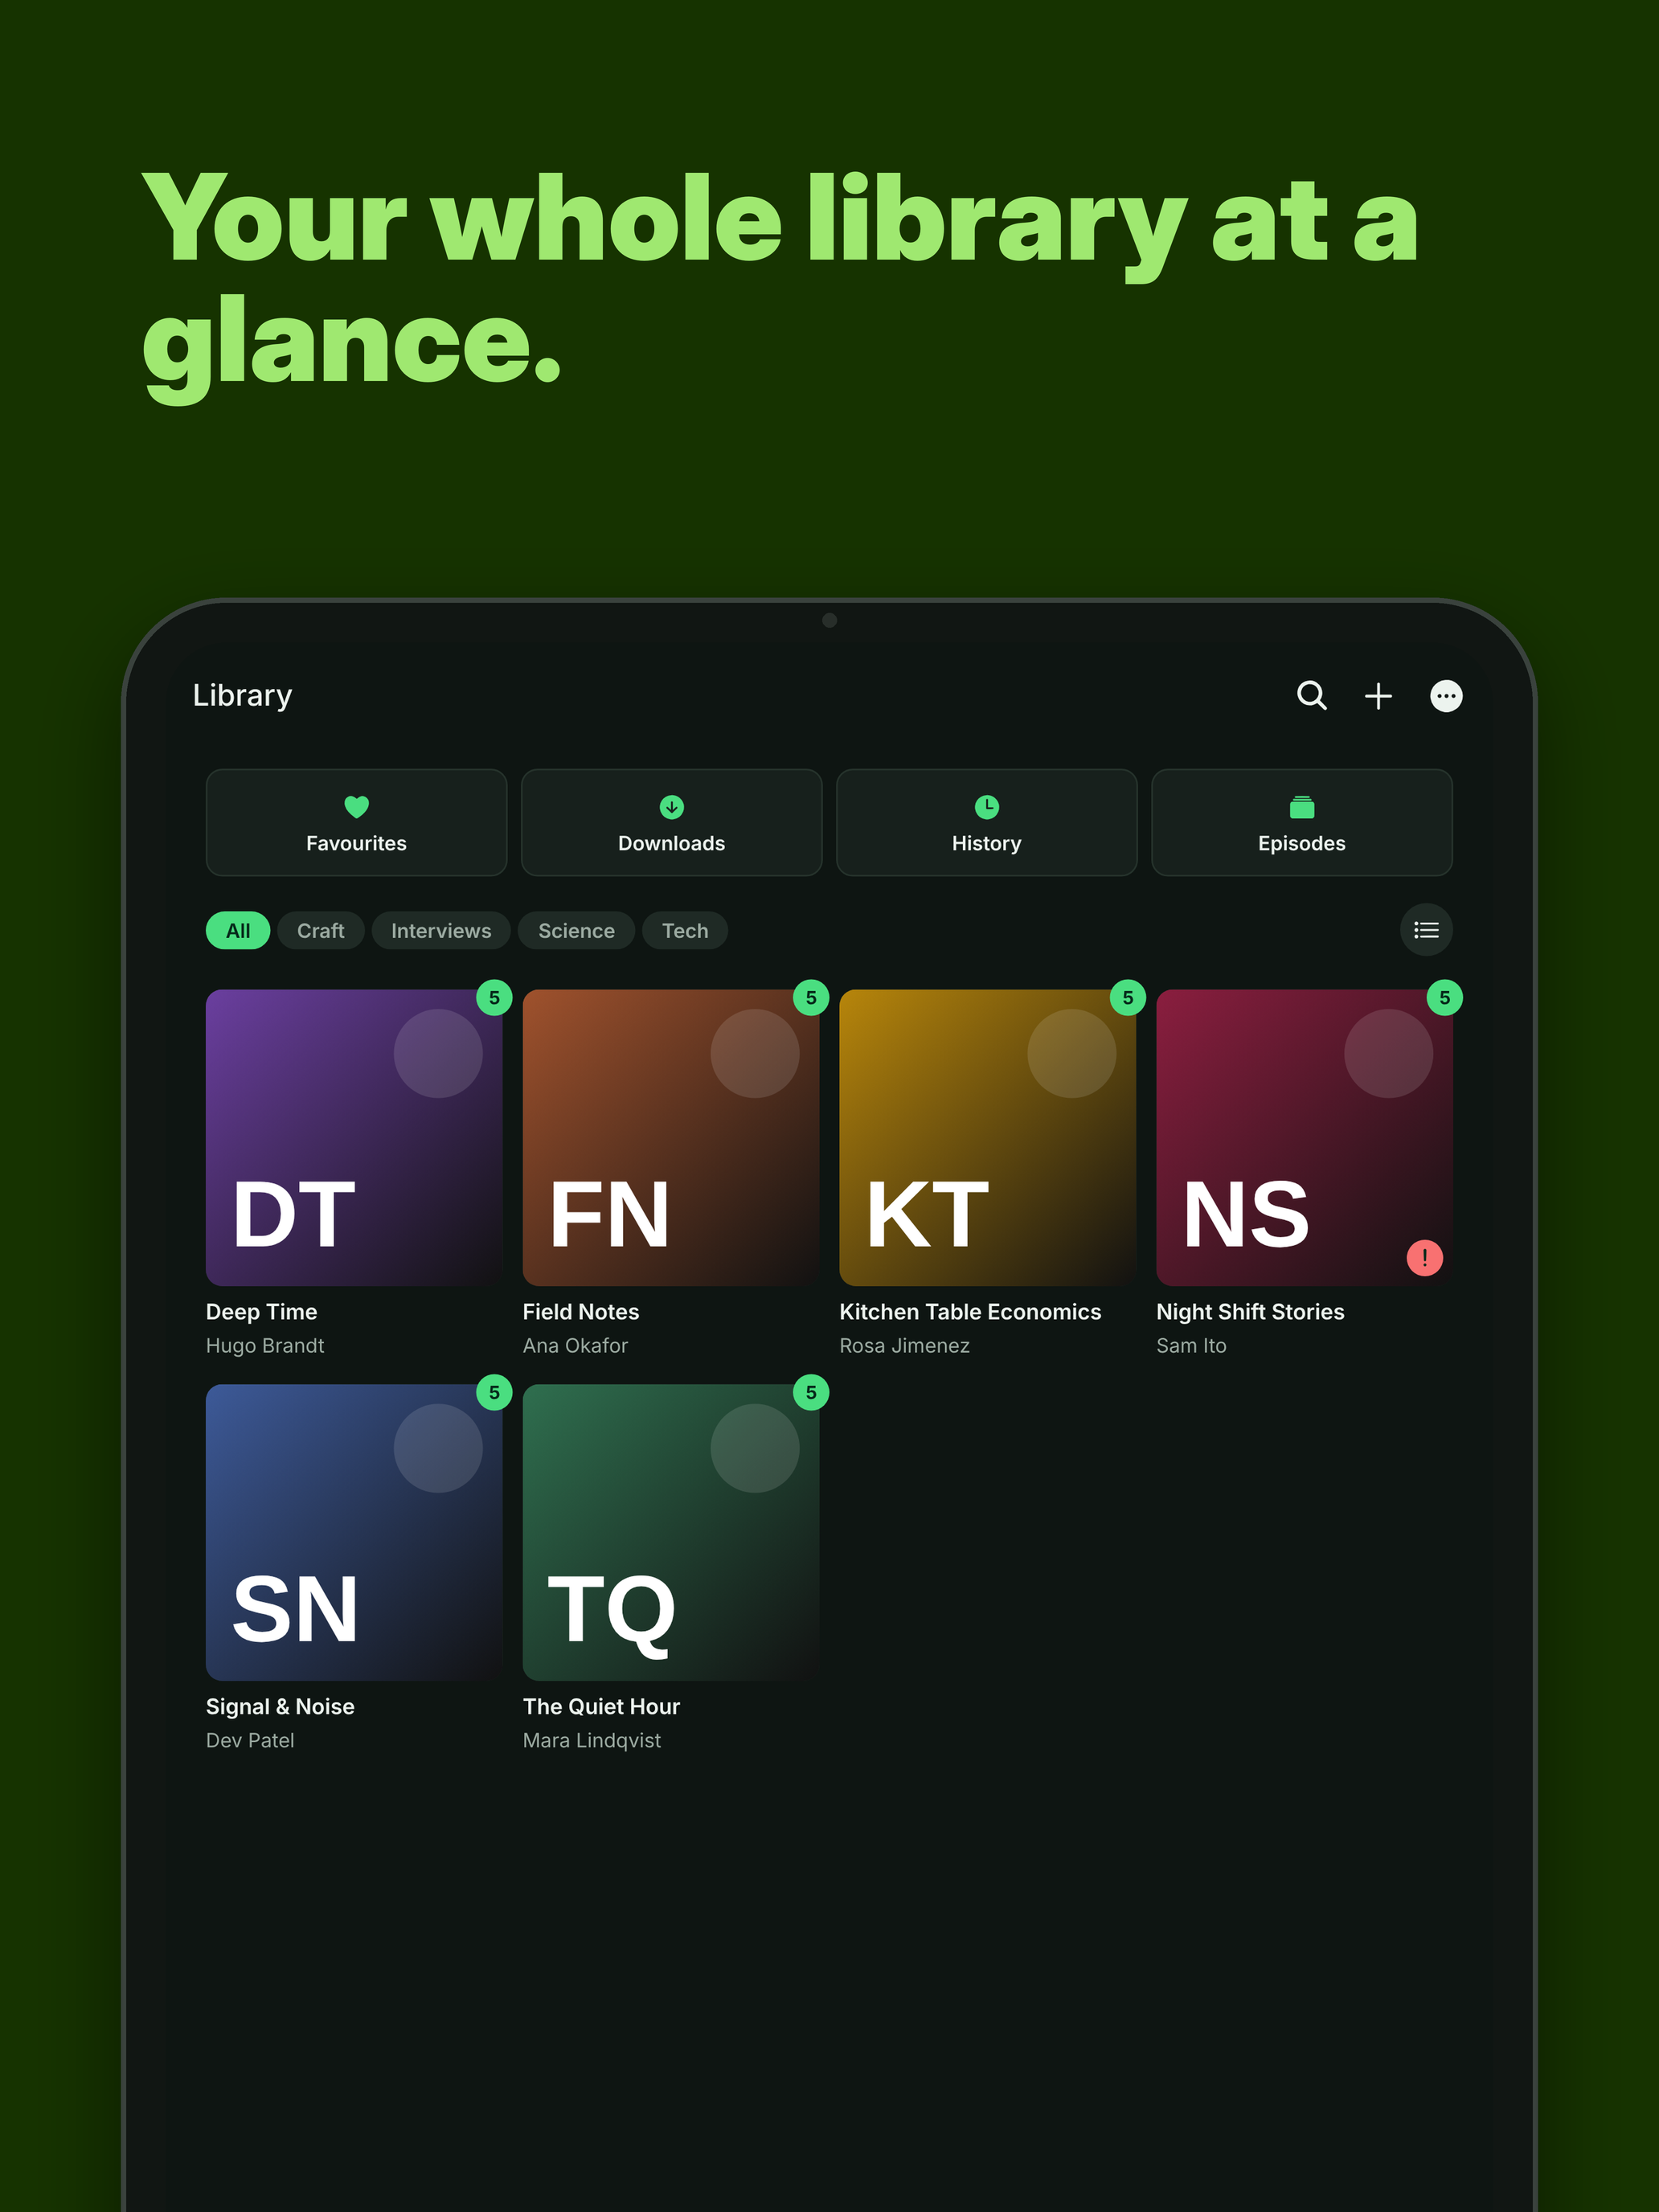 Your whole library at a
glance.
Library
Favourites
Downloads
History
Episodes
All
Craft
Interviews
Science
Tech
5
5
5
5
DT
FN
KT
NS
!
Deep Time
Field Notes
Kitchen Table Economics
Night Shift Stories
Hugo Brandt
Ana Okafor
Rosa Jimenez
Sam Ito
5
5
SN
TQ
Signal & Noise
The Quiet Hour
Dev Patel
Mara Lindqvist